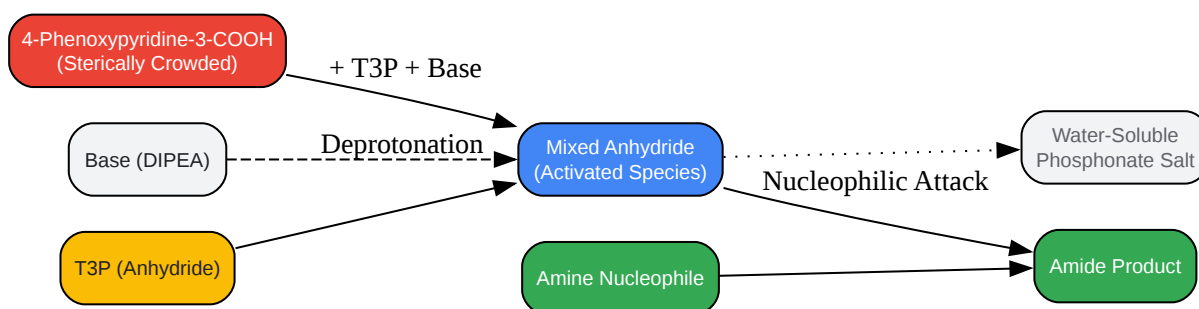 4-Phenoxypyridine-3-COOH
(Sterically Crowded)
+ T3P + Base
Base (DIPEA)
Deprotonation
Mixed Anhydride
(Activated Species)
Water-Soluble
Phosphonate Salt
Nucleophilic Attack
T3P (Anhydride)
Amine Nucleophile
Amide Product